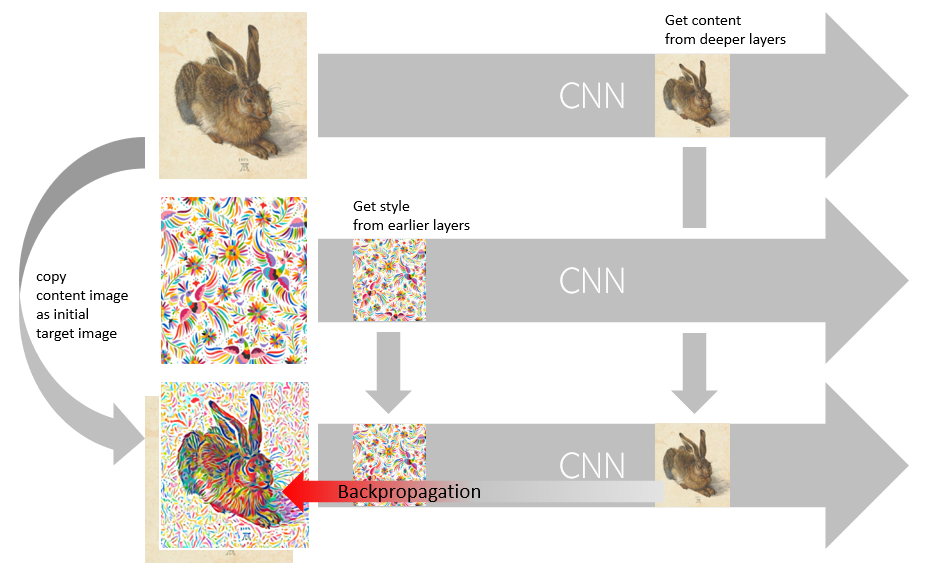 Get content
from deeper layers
CNN
Get style
from earlier layers
CNN
copy
content image
as initial
target image
CNN
Backpropagation